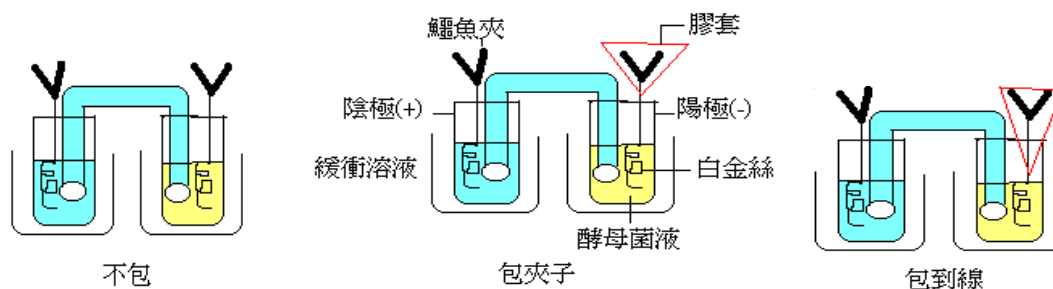 鱷魚夾
膠套
陰極(+)
陽極(-)
緩衝溶液
白金絲
酵母菌液
不包
包夾子
包到線